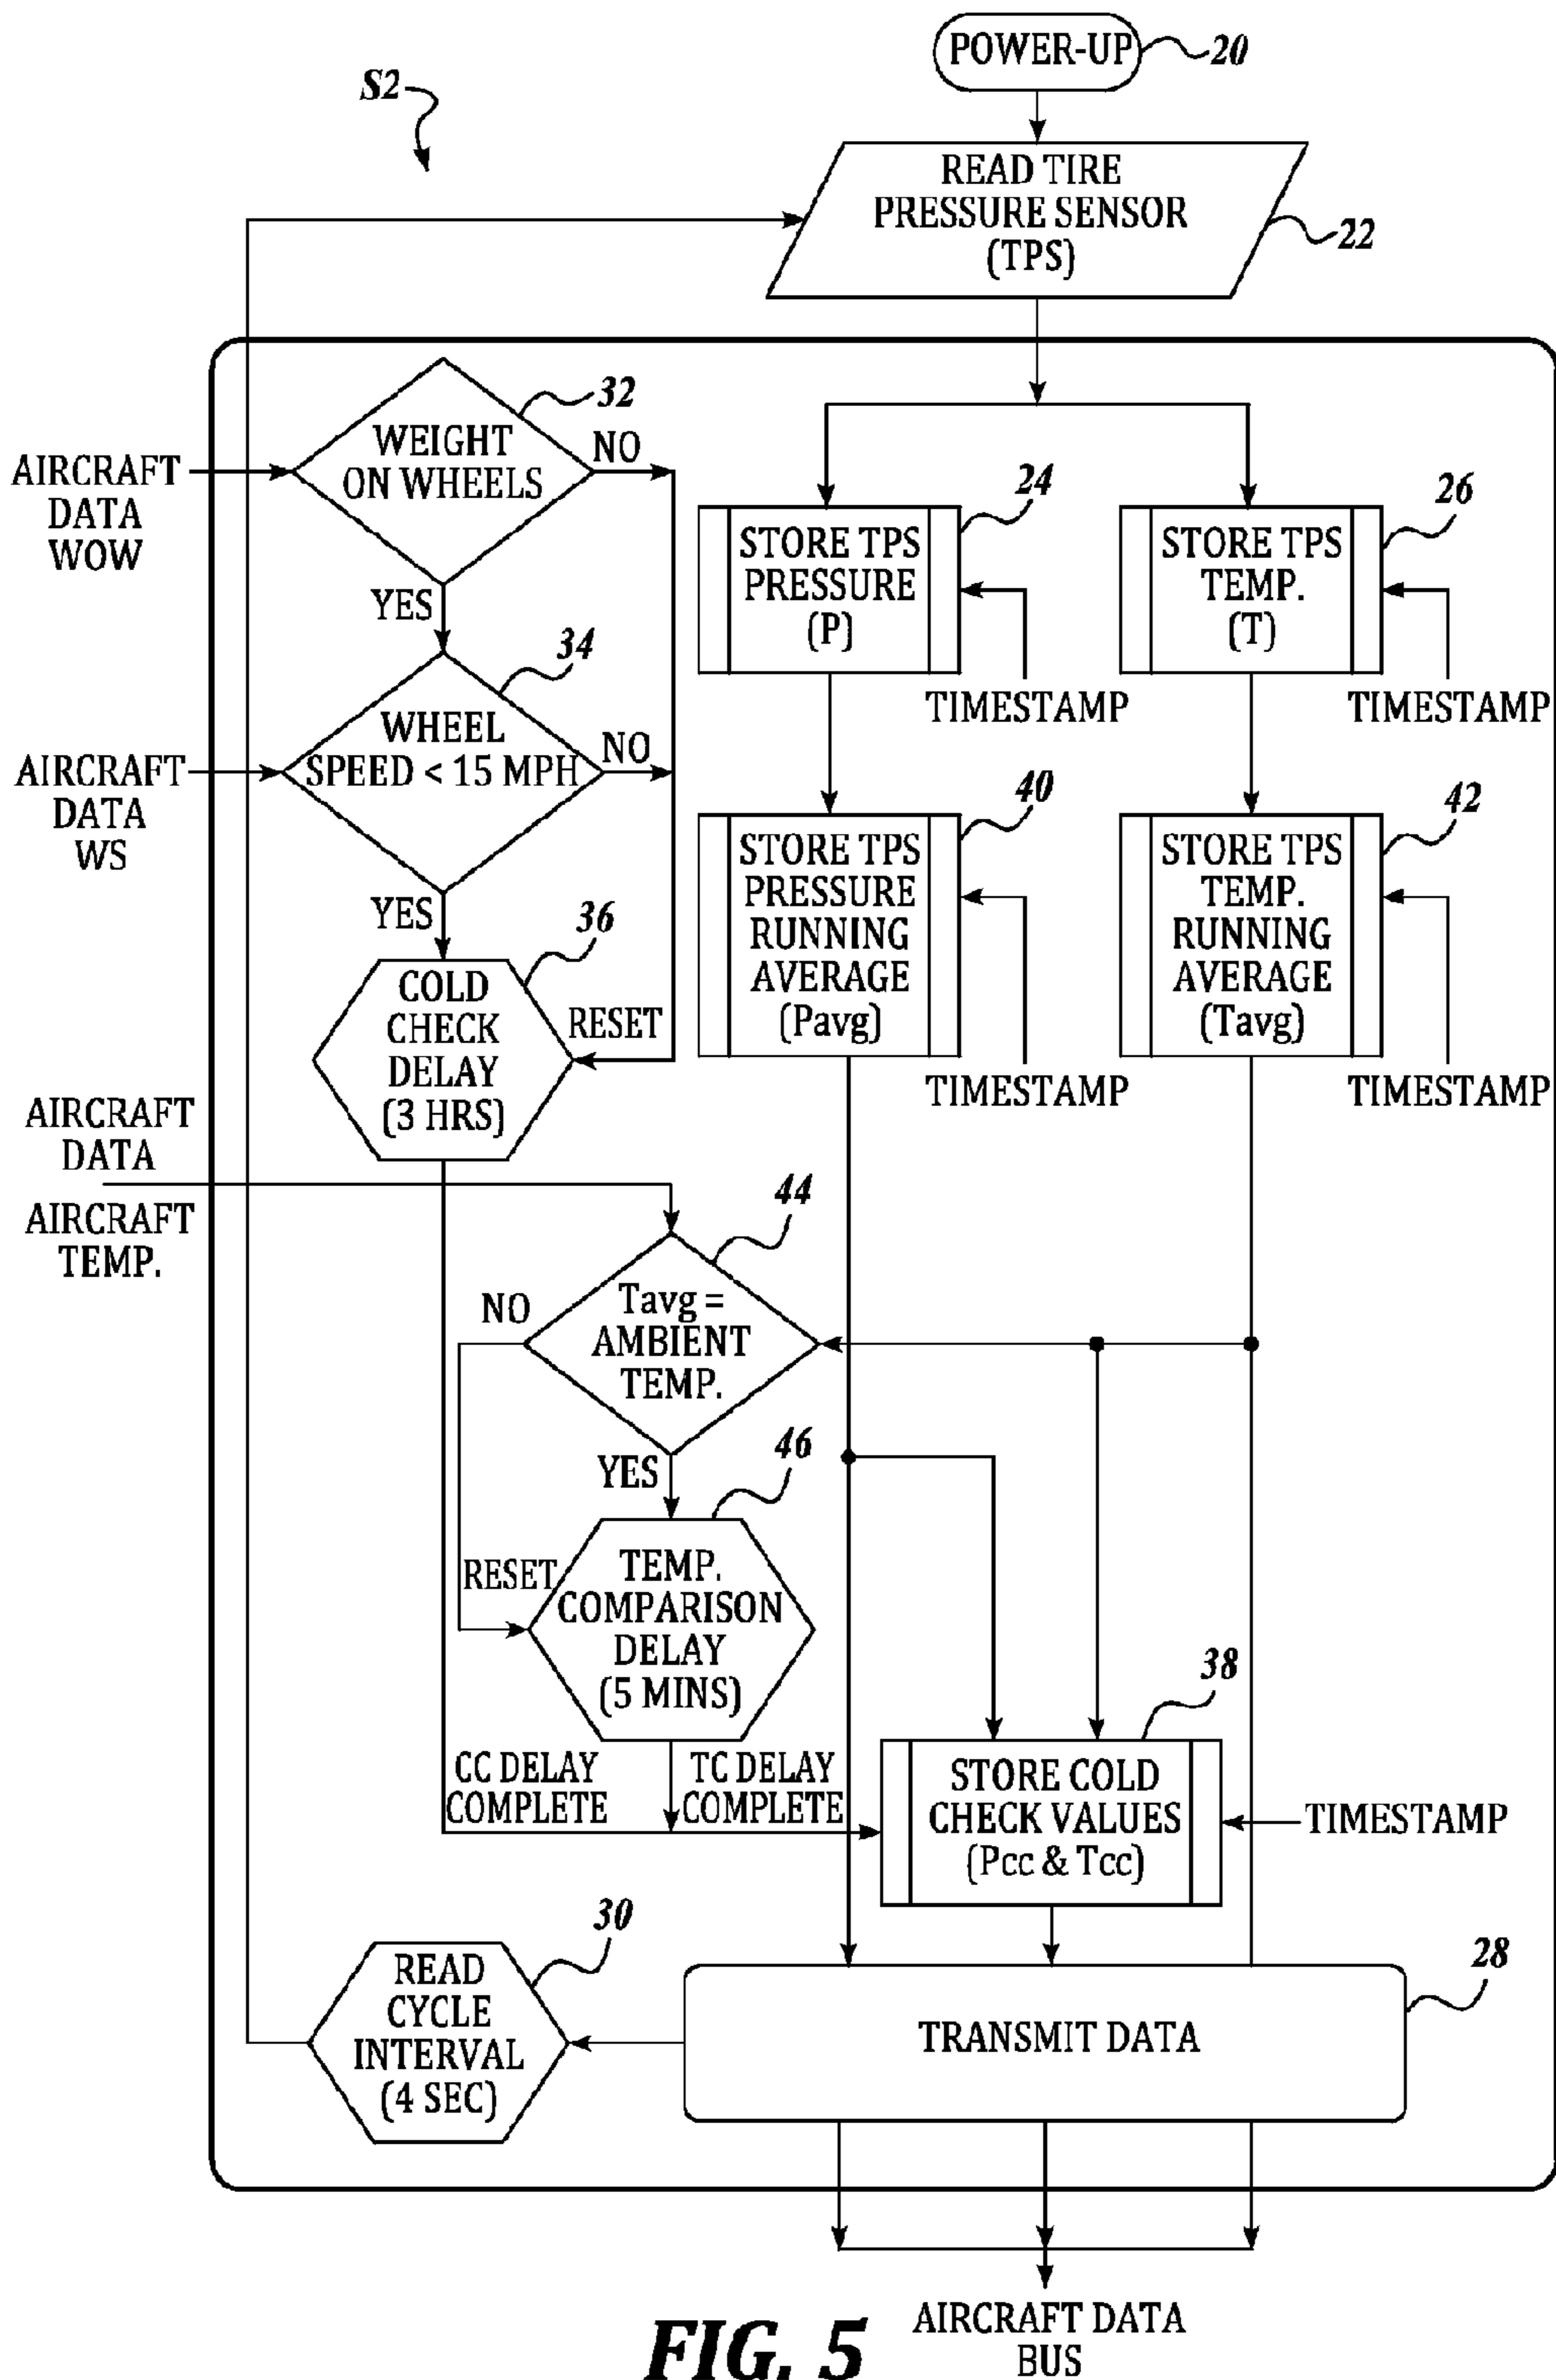 POWER-UP
20
S2
READ TIRE
PRESSURE SENSOR
(TPS)
22
32
WEIGHT
ON WHEELS
NO
YES
AIRCRAFT
DATA
WOW
24
STORE TPS
PRESSURE
(P)
TIMESTAMP
26
STORE TPS
TEMP.
(T)
TIMESTAMP
34
WHEEL
SPEED < 15 MPH
NO
YES
AIRCRAFT
DATA
WS
40
STORE TPS
PRESSURE
RUNNING
AVERAGE
(Pavg)
TIMESTAMP
42
STORE TPS
TEMP.
RUNNING
AVERAGE
(Tavg)
TIMESTAMP
36
COLD
CHECK
DELAY
(3 HRS)
RESET
AIRCRAFT
DATA
AIRCRAFT
TEMP.
44
Tavg =
AMBIENT
TEMP.
NO
YES
46
RESET
TEMP.
COMPARISON
DELAY
(5 MINS)
CC DELAY
COMPLETE
TC DELAY
COMPLETE
38
STORE COLD
CHECK VALUES
(Pcc & Tcc)
TIMESTAMP
30
READ
CYCLE
INTERVAL
(4 SEC)
28
TRANSMIT DATA
AIRCRAFT DATA
BUS
FIG. 5